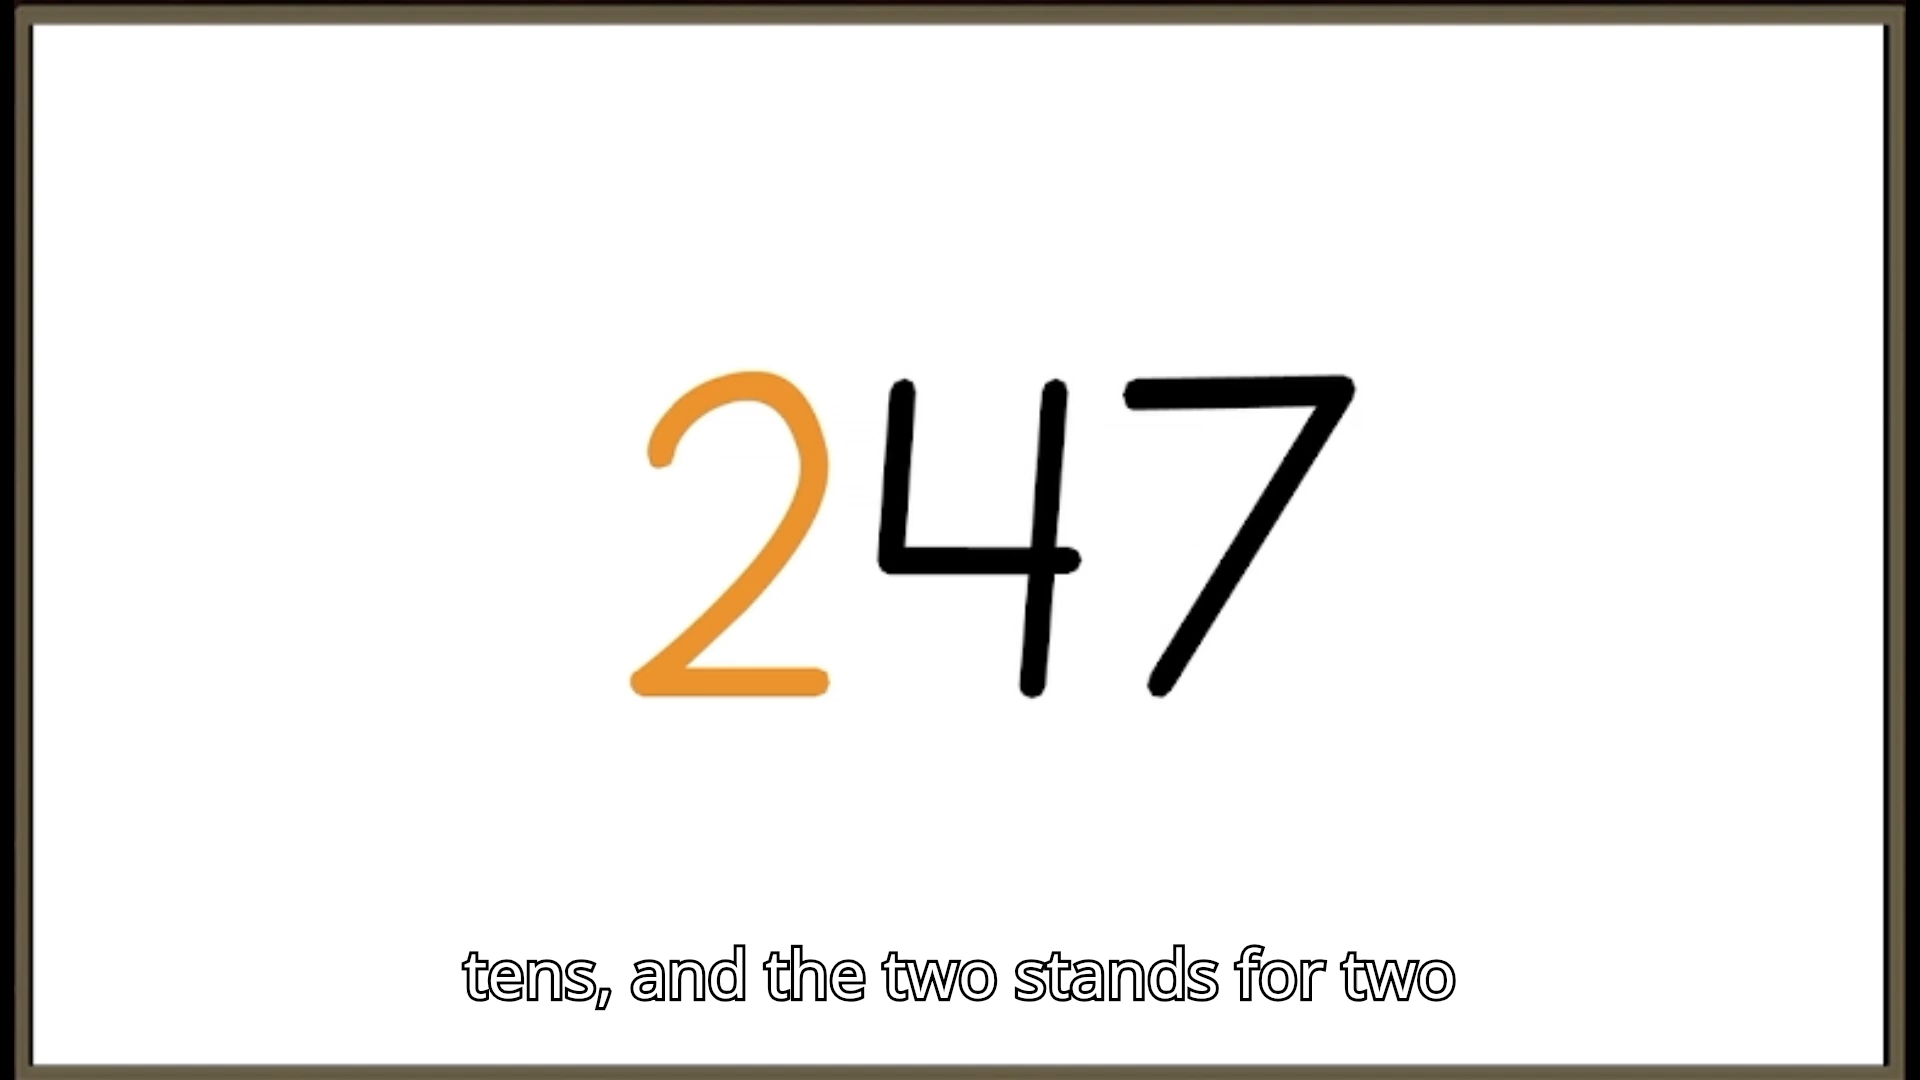 247
tens, and the two stands for two